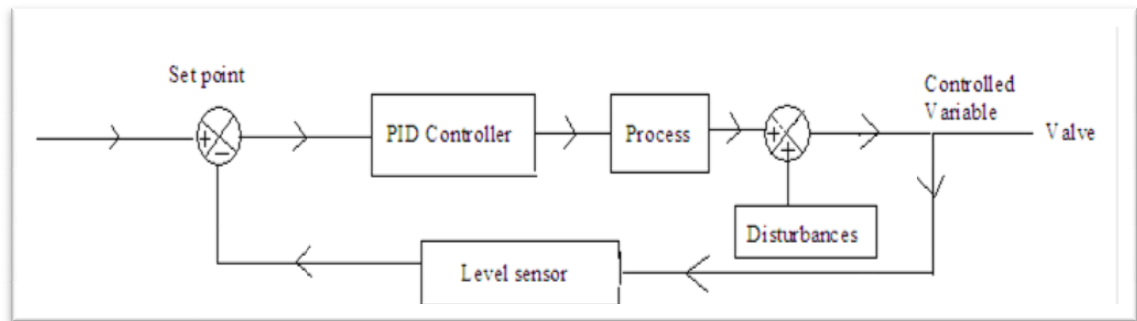 Set point
+
−
PID Controller
Process
+
+
Controlled
Variable
Valve
Disturbances
Level sensor